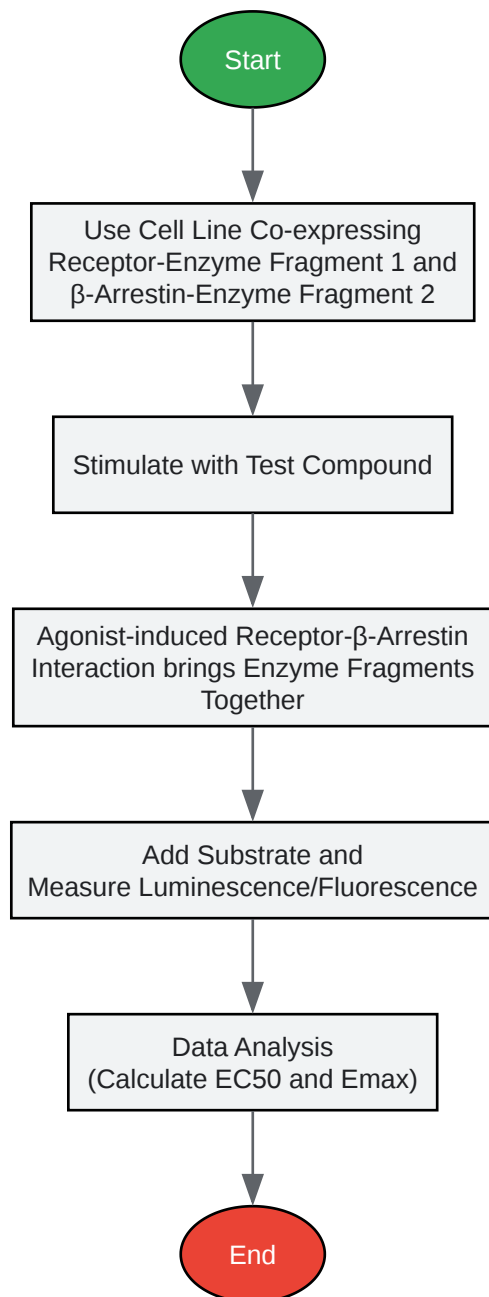 Start
Use Cell Line Co-expressing
Receptor-Enzyme Fragment 1 and
β-Arrestin-Enzyme Fragment 2
Stimulate with Test Compound
Agonist-induced Receptor-β-Arrestin
Interaction brings Enzyme Fragments
Together
Add Substrate and
Measure Luminescence/Fluorescence
Data Analysis
(Calculate EC50 and Emax)
End